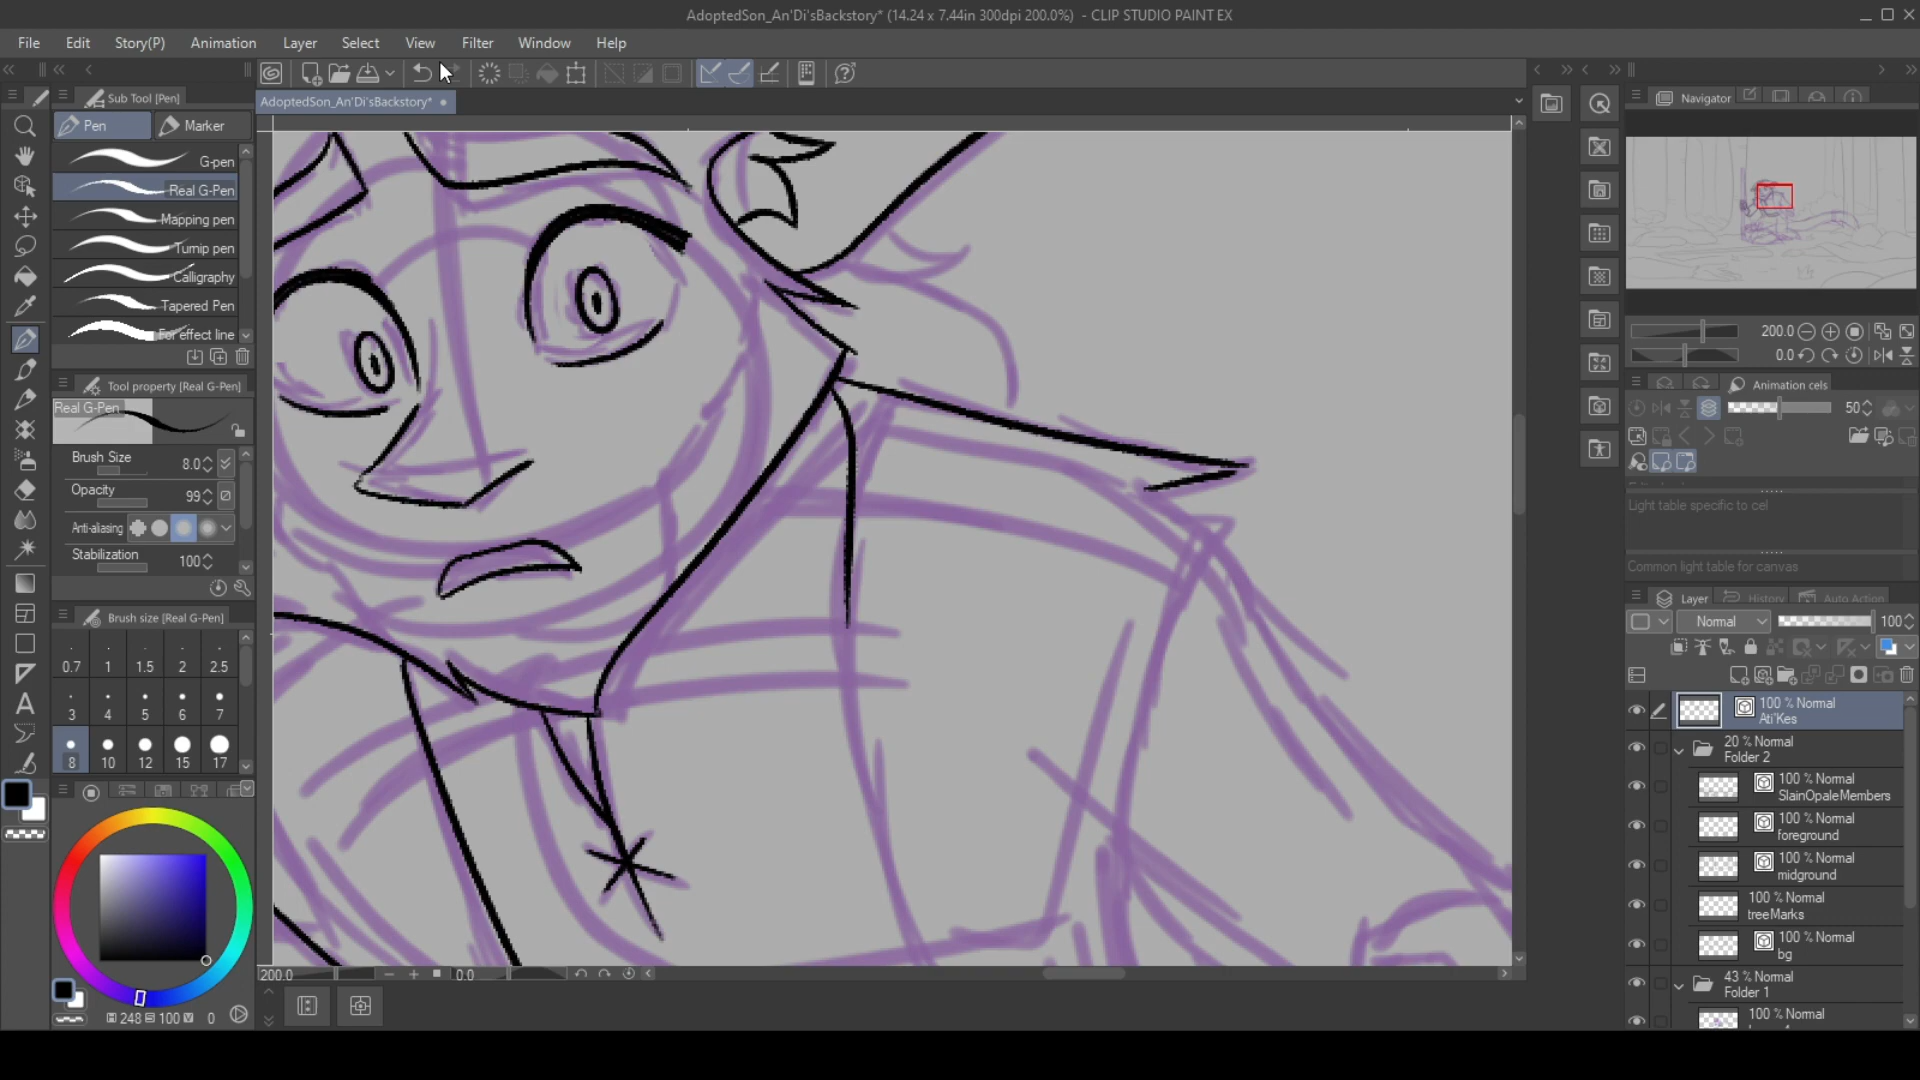 AdoptedSon_An'Di'sBackstory* (14.24 x 7.44in 300dpi 200.0%) - CLIP STUDIO PAINT EX
File Edit Story(P) Animation Layer Select View Filter Window Help
Sub Tool [Pen]
AdoptedSon_An'Di'sBackstory*
Navigator
Pen Marker
G-pen
Real G-Pen
Mapping pen
Turnip pen
Calligraphy
Tapered Pen
For effect line
Tool property [Real G-Pen]
Real G-Pen
Brush Size 8.0
Opacity 99
Anti-aliasing
Stabilization 100
Brush size [Real G-Pen]
0.7 1 1.5 2 2.5
3 4 5 6 7
8 10 12 15 17
248 100 0
200.0 0.0
200.0
0.0
Animation cels
50
Light table specific to cel
Common light table for canvas
Layer History Auto Action
Normal 100
100 % Normal
Ati'Kes
20 % Normal
Folder 2
100 % Normal
SlainOpaleMembers
100 % Normal
foreground
100 % Normal
midground
100 % Normal
treeMarks
100 % Normal
bg
43 % Normal
Folder 1
100 % Normal